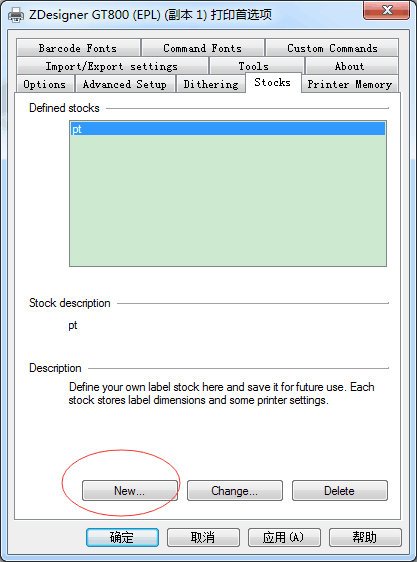 ZDesigner GT800 (EPL) (副本 1) 打印首选项
Barcode Fonts Command Fonts Custom Commands
Import/Export settings Tools About
Options Advanced Setup Dithering Stocks Printer Memory
Defined stocks
pt
Stock description
pt
Description
Define your own label stock here and save it for future use. Each
stock stores label dimensions and some printer settings.
New... Change... Delete
确定 取消 应用(A) 帮助